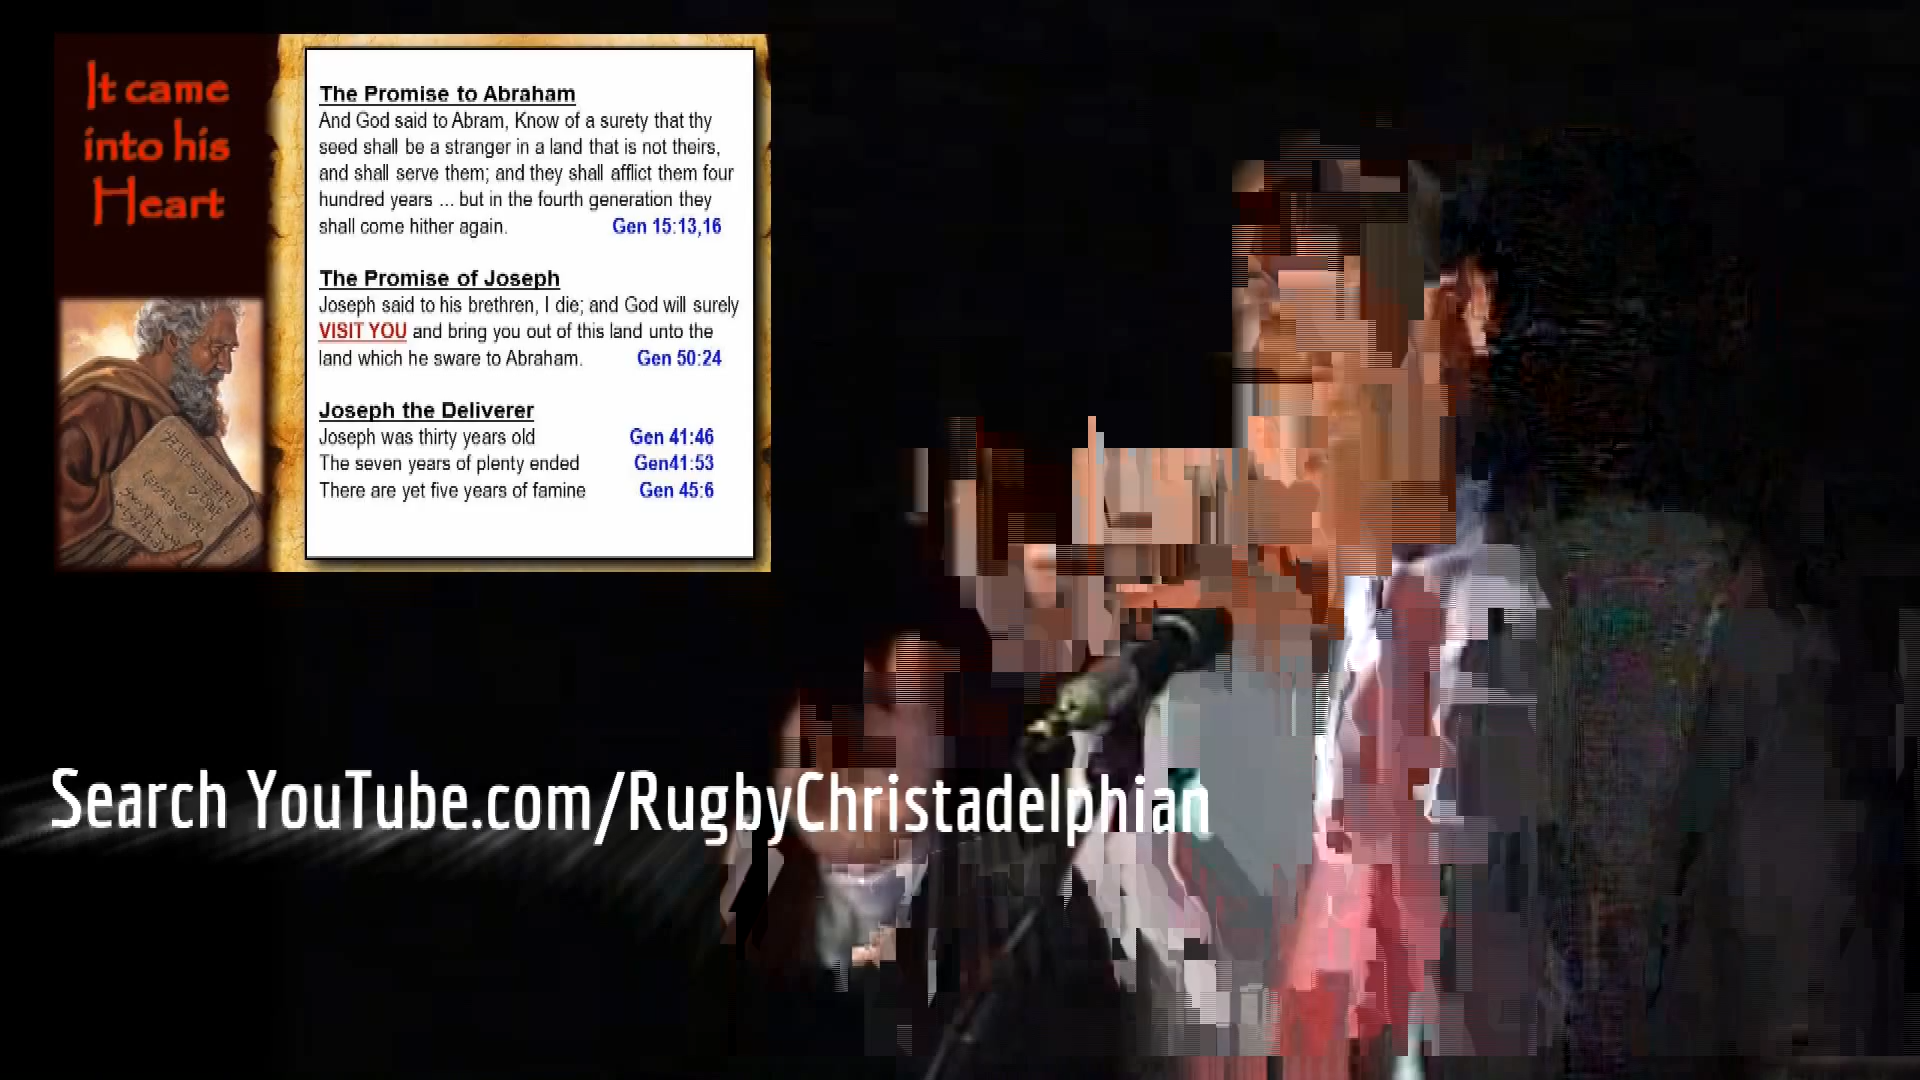 It came
into his
Heart
The Promise to Abraham
And God said to Abram, Know of a surety that thy
seed shall be a stranger in a land that is not theirs,
and shall serve them; and they shall afflict them four
hundred years ... but in the fourth generation they
shall come hither again. Gen 15:13,16
The Promise of Joseph
Joseph said to his brethren, I die; and God will surely
VISIT YOU and bring you out of this land unto the
land which he sware to Abraham. Gen 50:24
Joseph the Deliverer
Joseph was thirty years old Gen 41:46
The seven years of plenty ended Gen41:53
There are yet five years of famine Gen 45:6
Search YouTube.com/RugbyChristadelphian